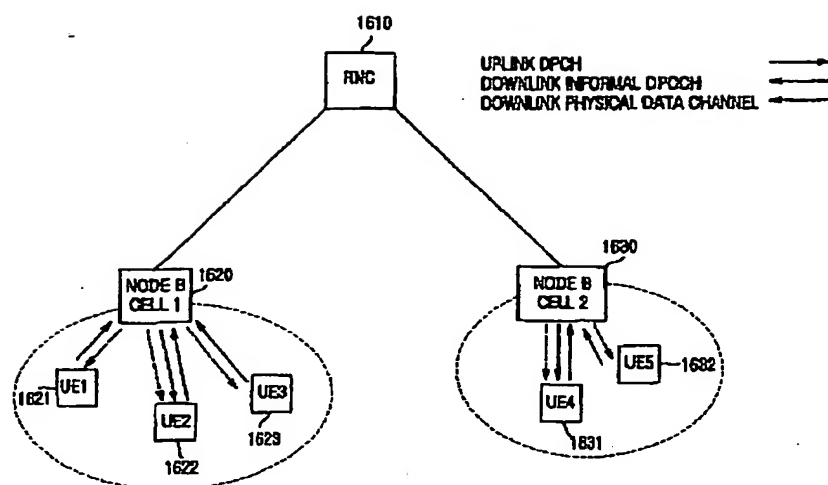 1610
RNC
UPLINK DPCH
DOWNLINK INFORMAL DPCCH
DOWNLINK PHYSICAL DATA CHANNEL
1620
NODE B
CELL 1
1630
NODE B
CELL 2
UE1
1621
UE2
1622
UE3
1623
UE4
1631
UE5
1632